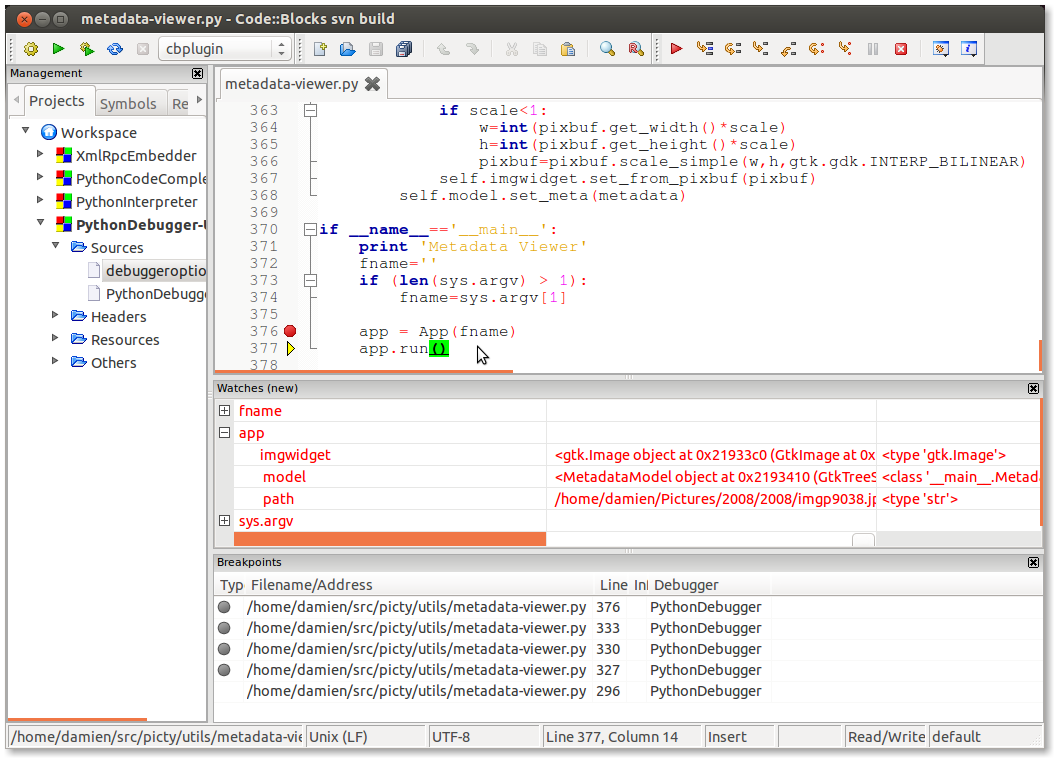 metadata-viewer.py - Code::Blocks svn build
cbplugin
Management
Projects
Symbols
Re
Workspace
XmlRpcEmbedder
PythonCodeComple
PythonInterpreter
PythonDebugger-U
Sources
debuggeroptio
PythonDebugge
Headers
Resources
Others
metadata-viewer.py
363 if scale<1:
364 w=int(pixbuf.get_width()*scale)
365 h=int(pixbuf.get_height()*scale)
366 pixbuf=pixbuf.scale_simple(w,h,gtk.gdk.INTERP_BILINEAR)
367 self.imgwidget.set_from_pixbuf(pixbuf)
368 self.model.set_meta(metadata)
369
370 if __name__=='__main__':
371 print 'Metadata Viewer'
372 fname=''
373 if (len(sys.argv) > 1):
374 fname=sys.argv[1]
375
376 app = App(fname)
377 app.run()
378
Watches (new)
fname
app
imgwidget <gtk.Image object at 0x21933c0 (GtkImage at 0x <type 'gtk.Image'>
model <MetadataModel object at 0x2193410 (GtkTreeS <class '__main__.Metad
path /home/damien/Pictures/2008/2008/imgp9038.jp <type 'str'>
sys.argv
Breakpoints
Typ Filename/Address Line Int Debugger
/home/damien/src/picty/utils/metadata-viewer.py 376 PythonDebugger
/home/damien/src/picty/utils/metadata-viewer.py 333 PythonDebugger
/home/damien/src/picty/utils/metadata-viewer.py 330 PythonDebugger
/home/damien/src/picty/utils/metadata-viewer.py 327 PythonDebugger
/home/damien/src/picty/utils/metadata-viewer.py 296 PythonDebugger
/home/damien/src/picty/utils/metadata-vie Unix (LF) UTF-8 Line 377, Column 14 Insert Read/Write default